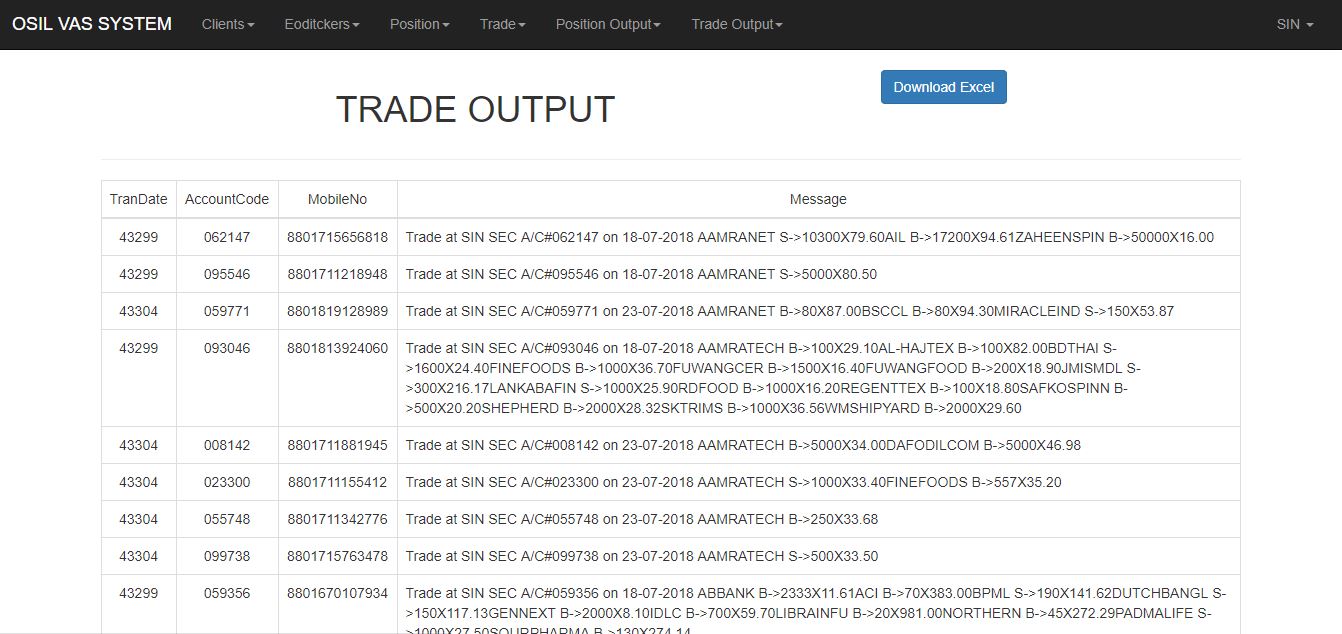 OSIL VAS SYSTEM Clients Eoditckers Position Trade Position Output Trade Output SIN
Download Excel
TRADE OUTPUT
TranDate AccountCode MobileNo Message
43299 062147 8801715656818 Trade at SIN SEC A/C#062147 on 18-07-2018 AAMRANET S->10300X79.60AIL B->17200X94.61ZAHEENSPIN B->50000X16.00
43299 095546 8801711218948 Trade at SIN SEC A/C#095546 on 18-07-2018 AAMRANET S->5000X80.50
43304 059771 8801819128989 Trade at SIN SEC A/C#059771 on 23-07-2018 AAMRANET B->80X87.00BSCCL B->80X94.30MIRACLEIND S->150X53.87
43299 093046 8801813924060 Trade at SIN SEC A/C#093046 on 18-07-2018 AAMRATECH B->100X29.10AL-HAJTEX B->100X82.00BDTHAI S-
>1600X24.40FINEFOODS B->1000X36.70FUWANGCER B->1500X16.40FUWANGFOOD B->200X18.90JMISMDL S-
>300X216.17LANKABAFIN S->1000X25.90RDFOOD B->1000X16.20REGENTTEX B->100X18.80SAFKOSPINN B-
>500X20.20SHEPHERD B->2000X28.32SKTRIMS B->1000X36.56WMSHIPYARD B->2000X29.60
43304 008142 8801711881945 Trade at SIN SEC A/C#008142 on 23-07-2018 AAMRATECH B->5000X34.00DAFODILCOM B->5000X46.98
43304 023300 8801711155412 Trade at SIN SEC A/C#023300 on 23-07-2018 AAMRATECH S->1000X33.40FINEFOODS B->557X35.20
43304 055748 8801711342776 Trade at SIN SEC A/C#055748 on 23-07-2018 AAMRATECH B->250X33.68
43304 099738 8801715763478 Trade at SIN SEC A/C#099738 on 23-07-2018 AAMRATECH S->500X33.50
43299 059356 8801670107934 Trade at SIN SEC A/C#059356 on 18-07-2018 ABBANK B->2333X11.61ACI B->70X383.00BPML S->190X141.62DUTCHBANGL S-
>150X117.13GENNEXT B->2000X8.10IDLC B->700X59.70LIBRAINFU B->20X981.00NORTHERN B->45X272.29PADMALIFE S-
>1000X27.50SQURPHARMA B->130X274.14